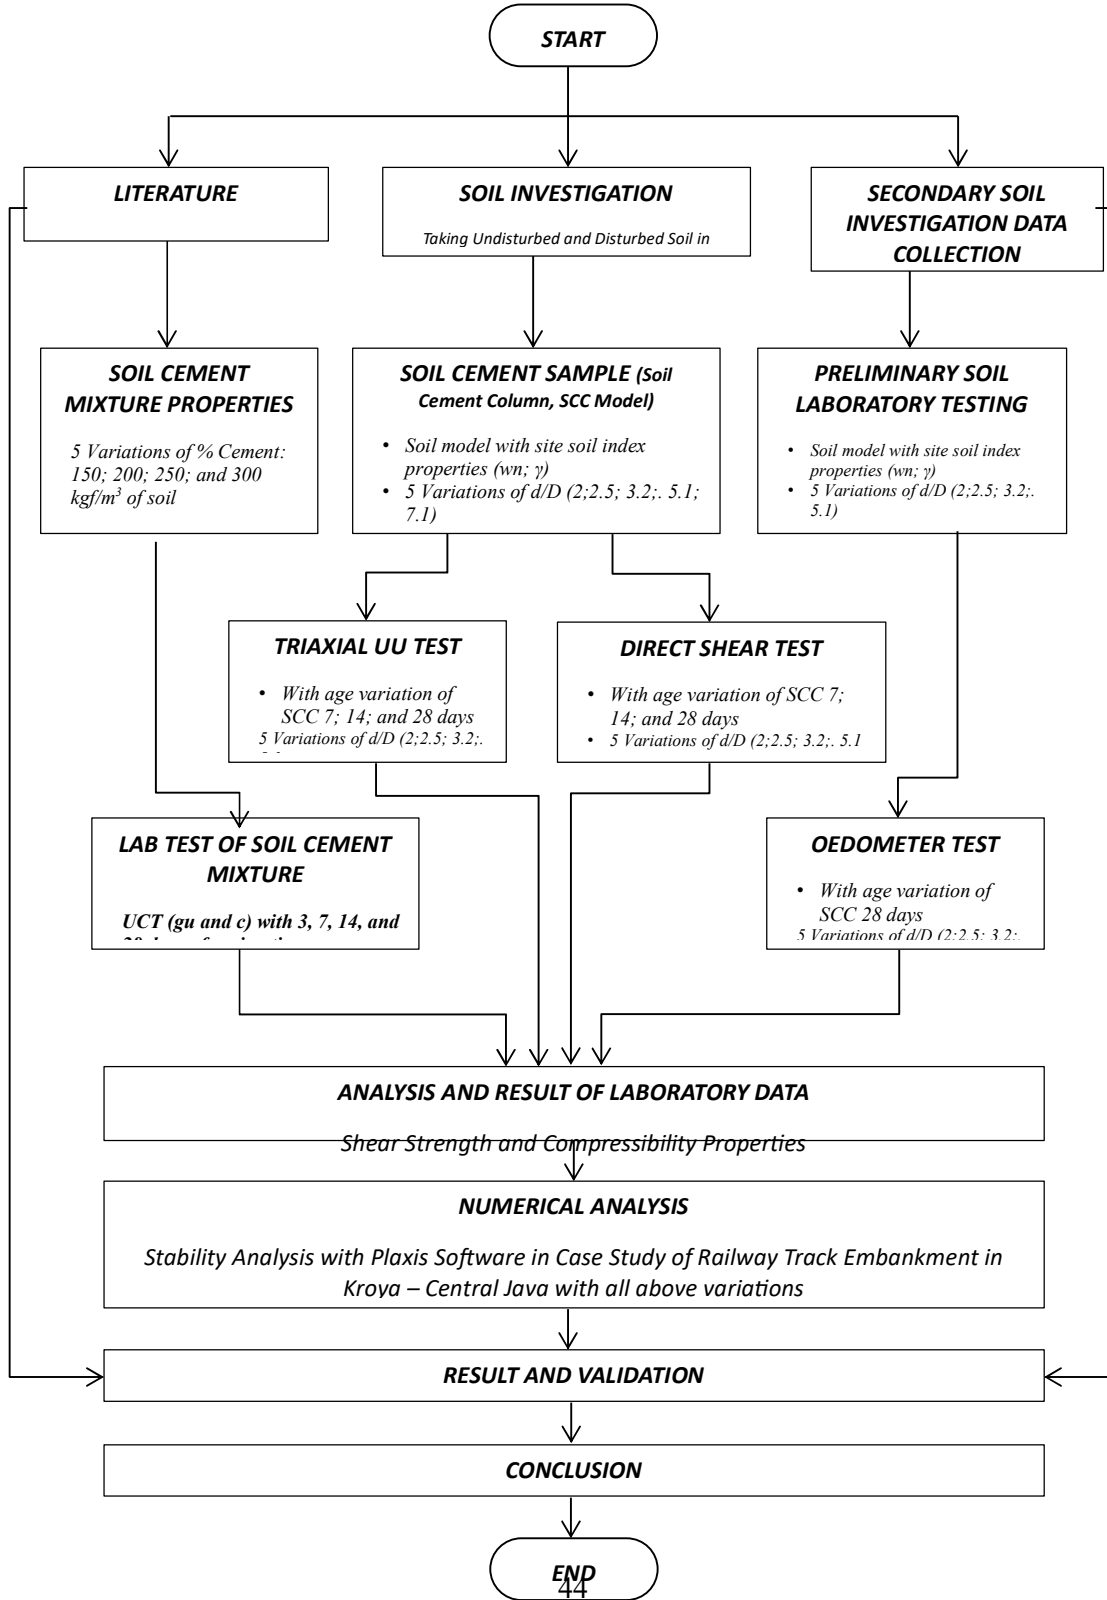 START
LITERATURE
SOIL INVESTIGATION
Taking Undisturbed and Disturbed Soil in
SECONDARY SOIL
INVESTIGATION DATA
COLLECTION
SOIL CEMENT
MIXTURE PROPERTIES
5 Variations of % Cement:
150; 200; 250; and 300
kgf/m³ of soil
SOIL CEMENT SAMPLE (Soil
Cement Column, SCC Model)
• Soil model with site soil index
properties (wn; γ)
• 5 Variations of d/D (2;2.5; 3.2;. 5.1;
7.1)
PRELIMINARY SOIL
LABORATORY TESTING
• Soil model with site soil index
properties (wn; γ)
• 5 Variations of d/D (2;2.5; 3.2;.
5.1)
TRIAXIAL UU TEST
• With age variation of
SCC 7; 14; and 28 days
5 Variations of d/D (2;2.5; 3.2;.
DIRECT SHEAR TEST
• With age variation of SCC 7;
14; and 28 days
• 5 Variations of d/D (2;2.5; 3.2;. 5.1
LAB TEST OF SOIL CEMENT
MIXTURE
UCT (gu and c) with 3, 7, 14, and
OEDOMETER TEST
• With age variation of
SCC 28 days
5 Variations of d/D (2;2.5; 3.2;.
ANALYSIS AND RESULT OF LABORATORY DATA
Shear Strength and Compressibility Properties
NUMERICAL ANALYSIS
Stability Analysis with Plaxis Software in Case Study of Railway Track Embankment in
Kroya – Central Java with all above variations
RESULT AND VALIDATION
CONCLUSION
END
44